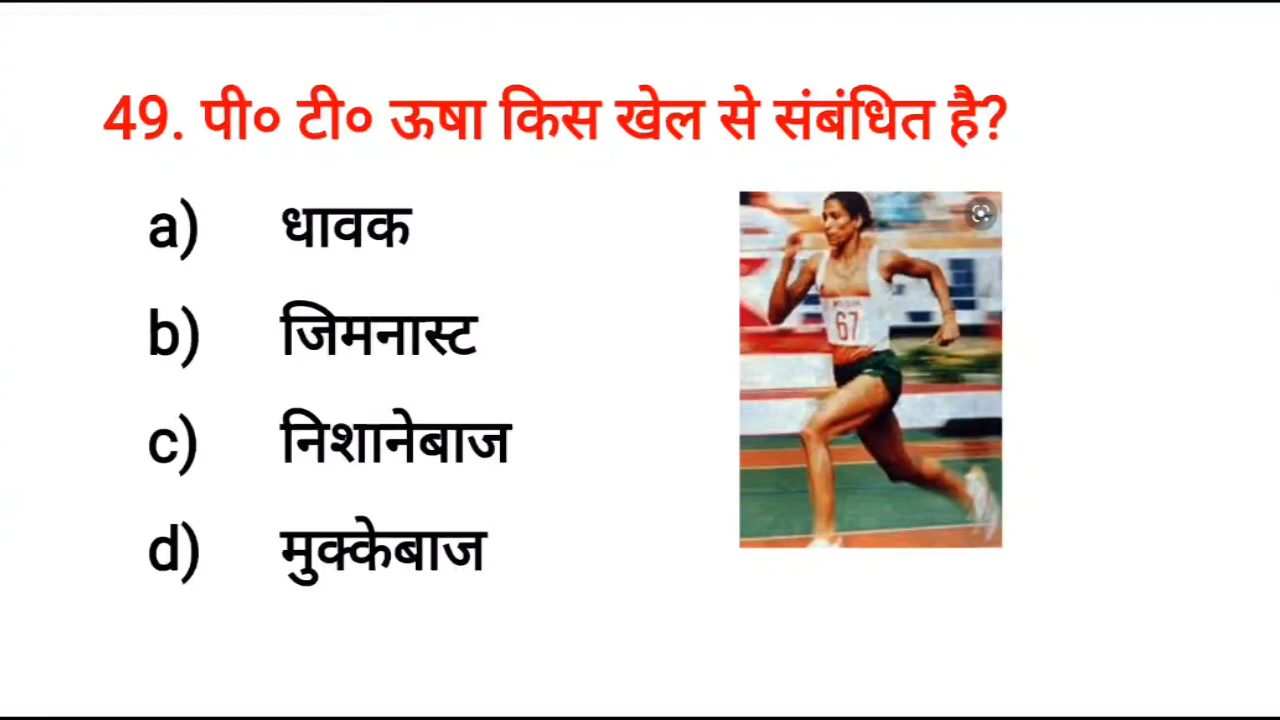 49. पी० टी० ऊषा किस खेल से संबंधित है?
a) धावक
b) जिमनास्ट
c) निशानेबाज
d) मुक्केबाज
67